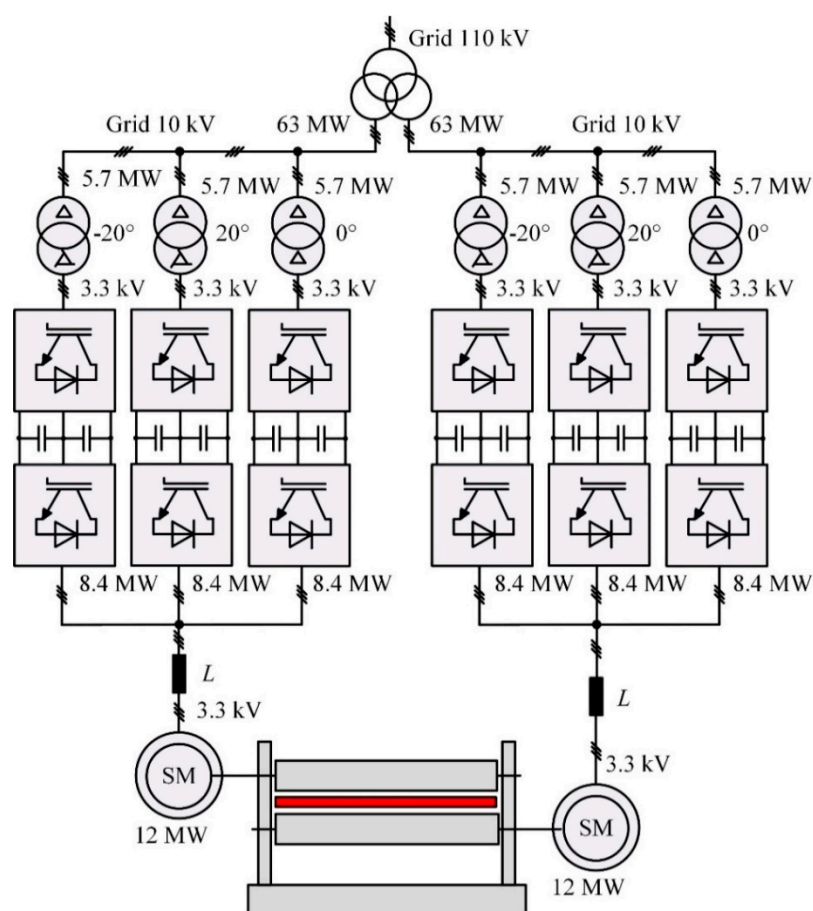 Grid 110 kV
Grid 10 kV 63 MW 63 MW Grid 10 kV
5.7 MW 5.7 MW 5.7 MW 5.7 MW 5.7 MW 5.7 MW
-20° 20° 0° -20° 20° 0°
3.3 kV 3.3 kV 3.3 kV 3.3 kV 3.3 kV 3.3 kV
8.4 MW 8.4 MW 8.4 MW 8.4 MW 8.4 MW 8.4 MW
L L
3.3 kV
3.3 kV
SM
SM
12 MW
12 MW